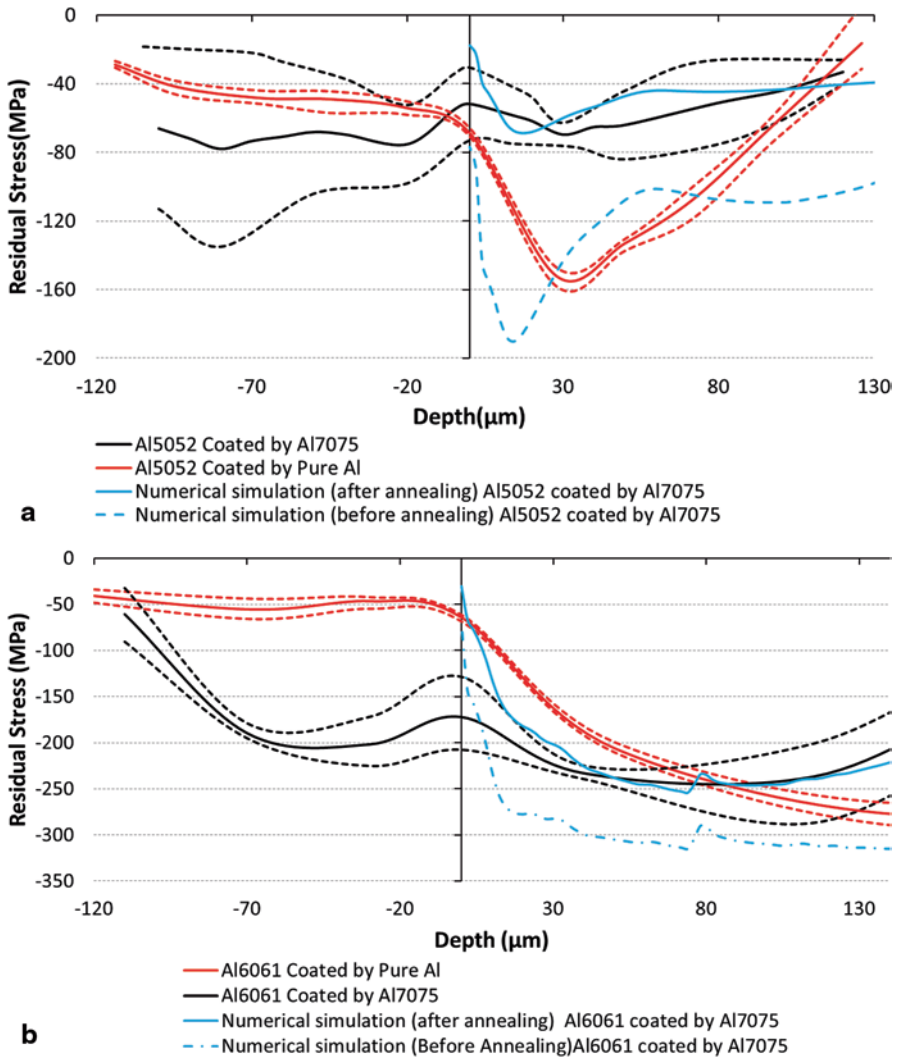 0
-40
-80
-120
-160
-200
Residual Stress(MPa)
-120 -70 -20 30 80 130
Depth(µm)
Al5052 Coated by Al7075
Al5052 Coated by Pure Al
Numerical simulation (after annealing) Al5052 coated by Al7075
a
Numerical simulation (before annealing) Al5052 coated by Al7075
0
-50
-100
-150
-200
-250
-300
-350
Residual Stress (MPa)
-120 -70 -20 30 80 130
Depth (µm)
Al6061 Coated by Pure Al
Al6061 Coated by Al7075
Numerical simulation (after annealing) Al6061 coated by Al7075
b
Numerical simulation (Before Annealing)Al6061 coated by Al7075